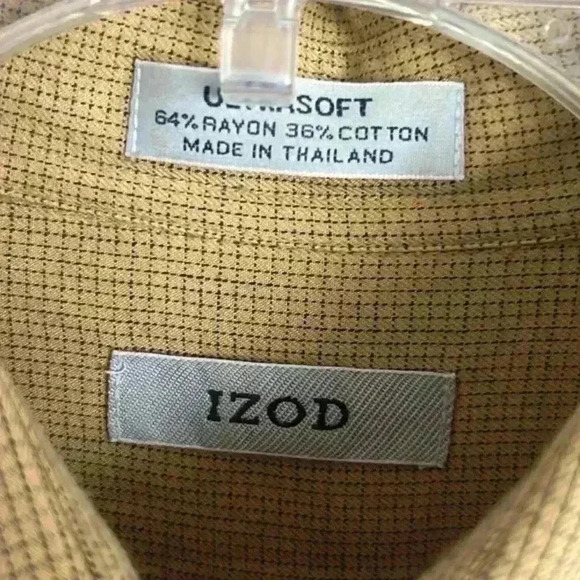 ULTRASOFT
64% RAYON 36% COTTON
MADE IN THAILAND
IZOD